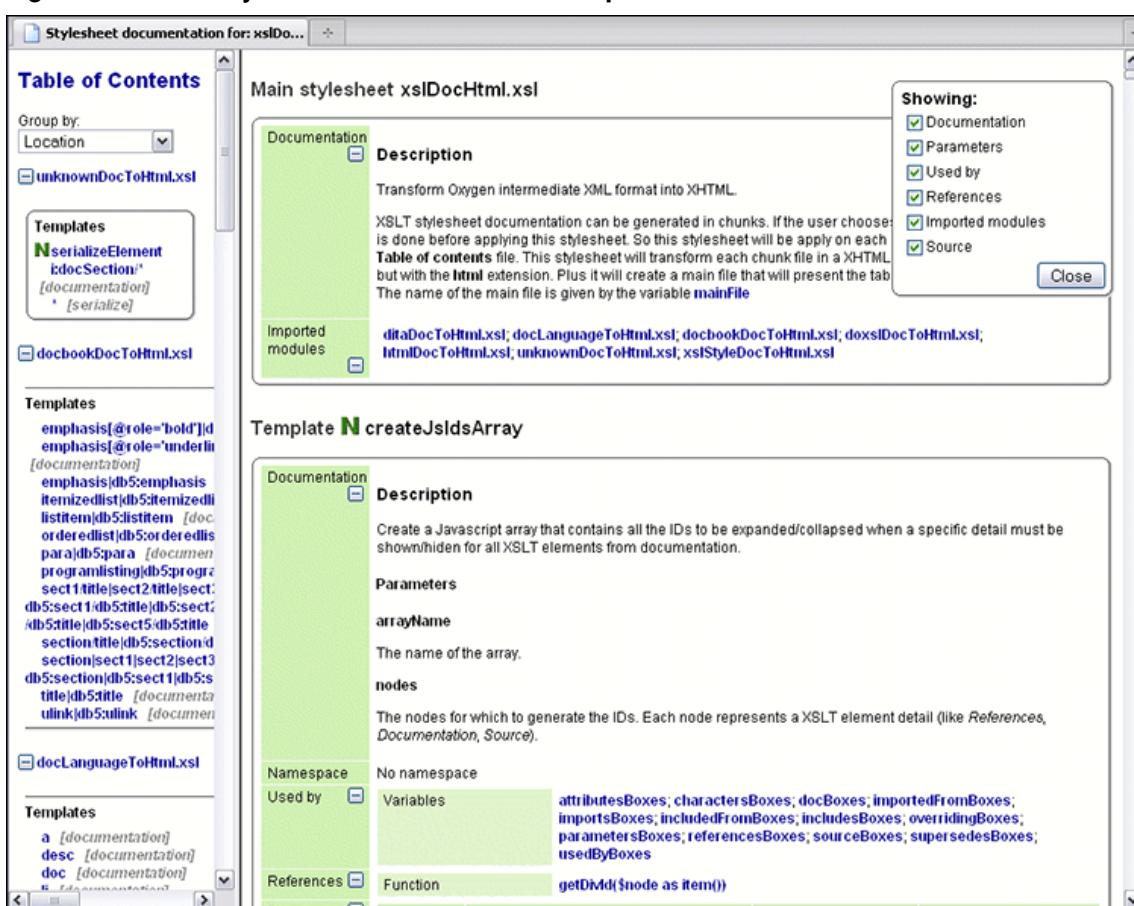 Stylesheet documentation for: xslDo...
Table of Contents
Group by:
Location
unknownDocToHtml.xsl
Templates
N serializeElement
i:docSection/*
[documentation]
* [serialize]
docbookDocToHtml.xsl
Templates
emphasis[@role='bold']|d
emphasis[@role='underlin
[documentation]
emphasis|db5:emphasis
itemizedlist|db5:itemizedli
listitem|db5:listitem [doc
orderedlist|db5:orderedlis
para|db5:para [documen
programlisting|db5:progra
sect1/title|sect2/title|sect3
db5:sect1/db5:title|db5:sect2
/db5:title|db5:sect5/db5:title
section/title|db5:section/d
section|sect1|sect2|sect3
db5:section|db5:sect1|db5:s
title|db5:title [documenta
ulink|db5:ulink [documen
docLanguageToHtml.xsl
Templates
a [documentation]
desc [documentation]
doc [documentation]
Main stylesheet xslDocHtml.xsl
Documentation
Description
Transform Oxygen intermediate XML format into XHTML.
XSLT stylesheet documentation can be generated in chunks. If the user chooses
is done before applying this stylesheet. So this stylesheet will be apply on each
Table of contents file. This stylesheet will transform each chunk file in a XHTML
but with the html extension. Plus it will create a main file that will present the tab
The name of the main file is given by the variable mainFile
Imported modules
ditaDocToHtml.xsl; docLanguageToHtml.xsl; docbookDocToHtml.xsl; doxslDocToHtml.xsl;
htmlDocToHtml.xsl; unknownDocToHtml.xsl; xslStyleDocToHtml.xsl
Showing:
Documentation
Parameters
Used by
References
Imported modules
Source
Close
Template N createJsIdsArray
Documentation
Description
Create a Javascript array that contains all the IDs to be expanded/collapsed when a specific detail must be
shown/hiden for all XSLT elements from documentation.
Parameters
arrayName
The name of the array.
nodes
The nodes for which to generate the IDs. Each node represents a XSLT element detail (like References,
Documentation, Source).
Namespace No namespace
Used by Variables attributesBoxes; charactersBoxes; docBoxes; importedFromBoxes;
importsBoxes; includedFromBoxes; includesBoxes; overridingBoxes;
parametersBoxes; referencesBoxes; sourceBoxes; supersedesBoxes;
usedByBoxes
References Function getDivId($node as item())